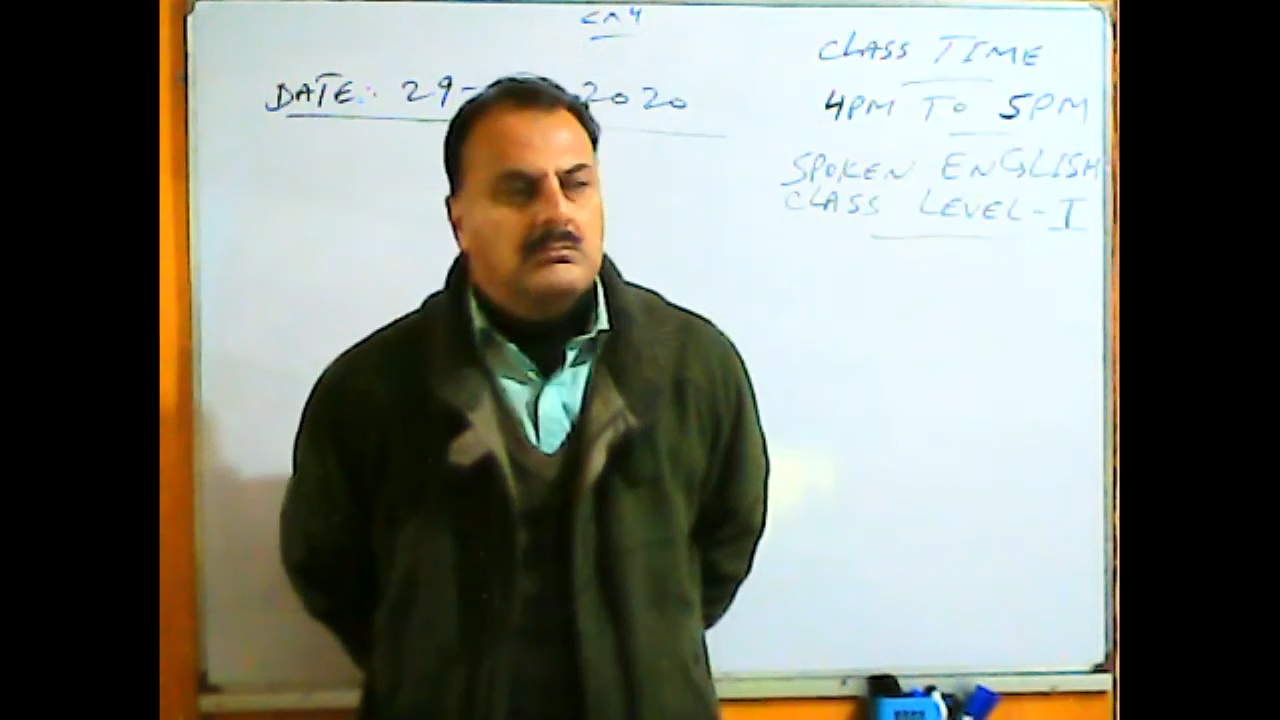 DATE: 29- 2020
CLASS TIME
4PM TO 5PM
SPOKEN ENGLISH
CLASS LEVEL-I